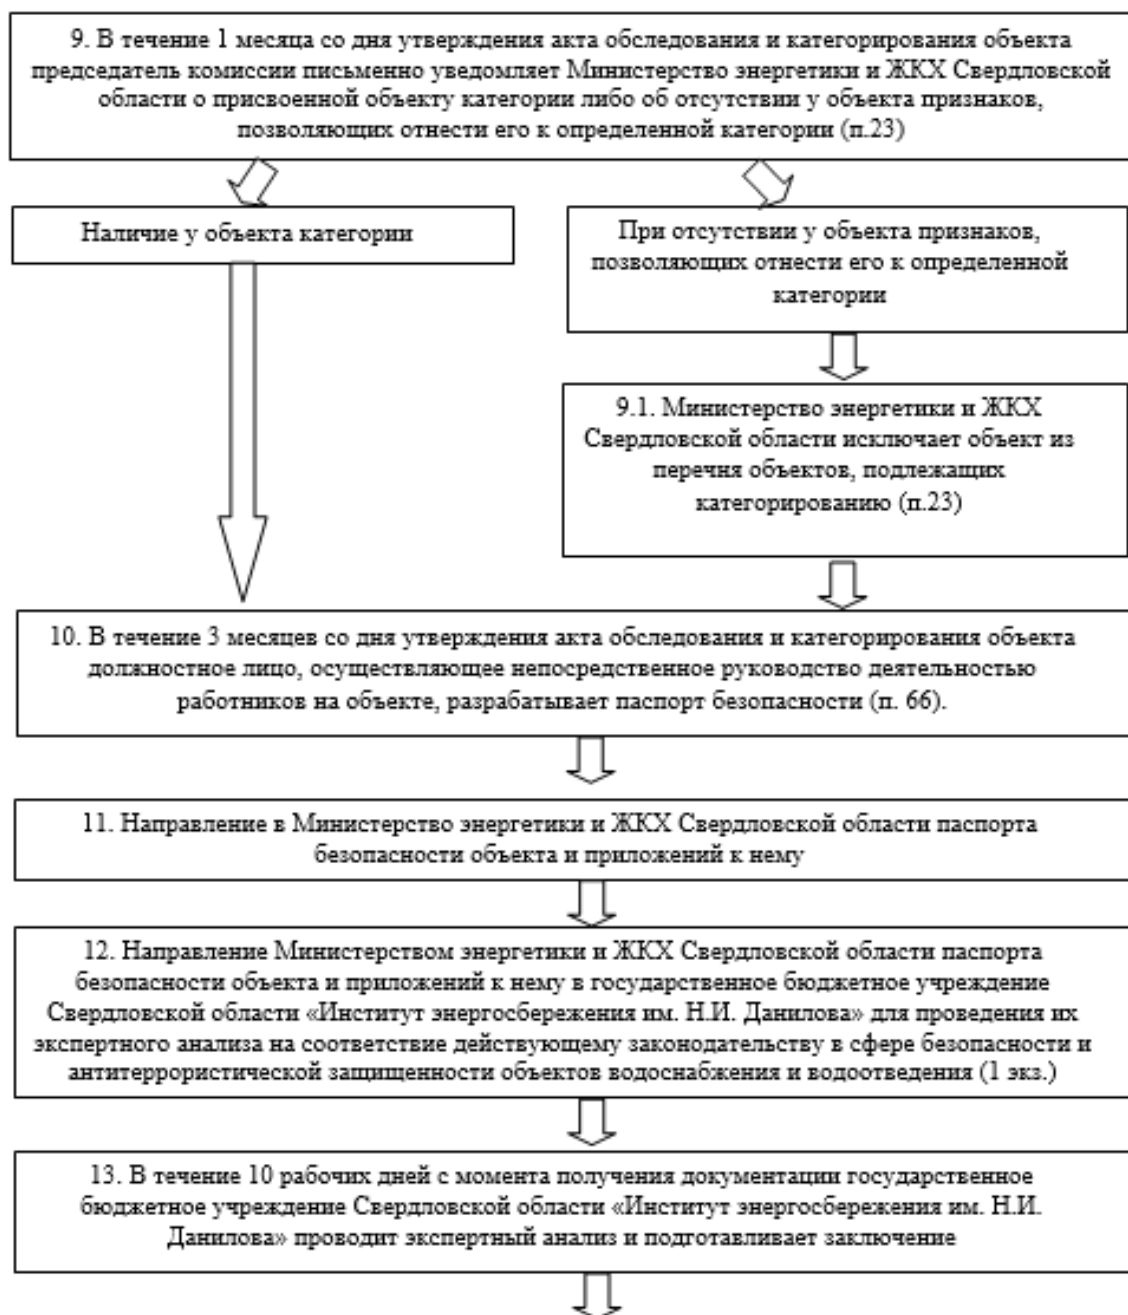 9. В течение 1 месяца со дня утверждения акта обследования и категорирования объекта
председатель комиссии письменно уведомляет Министерство энергетики и ЖКХ Свердловской
области о присвоенной объекту категории либо об отсутствии у объекта признаков,
позволяющих отнести его к определенной категории (п.23)
Наличие у объекта категории
При отсутствии у объекта признаков,
позволяющих отнести его к определенной
категории
9.1. Министерство энергетики и ЖКХ
Свердловской области исключает объект из
перечня объектов, подлежащих
категорированию (п.23)
10. В течение 3 месяцев со дня утверждения акта обследования и категорирования объекта
должностное лицо, осуществляющее непосредственное руководство деятельностью
работников на объекте, разрабатывает паспорт безопасности (п. 66).
11. Направление в Министерство энергетики и ЖКХ Свердловской области паспорта
безопасности объекта и приложений к нему
12. Направление Министерством энергетики и ЖКХ Свердловской области паспорта
безопасности объекта и приложений к нему в государственное бюджетное учреждение
Свердловской области «Институт энергосбережения им. Н.И. Данилова» для проведения их
экспертного анализа на соответствие действующему законодательству в сфере безопасности и
антитеррористической защищенности объектов водоснабжения и водоотведения (1 экз.)
13. В течение 10 рабочих дней с момента получения документации государственное
бюджетное учреждение Свердловской области «Институт энергосбережения им. Н.И.
Данилова» проводит экспертный анализ и подготавливает заключение